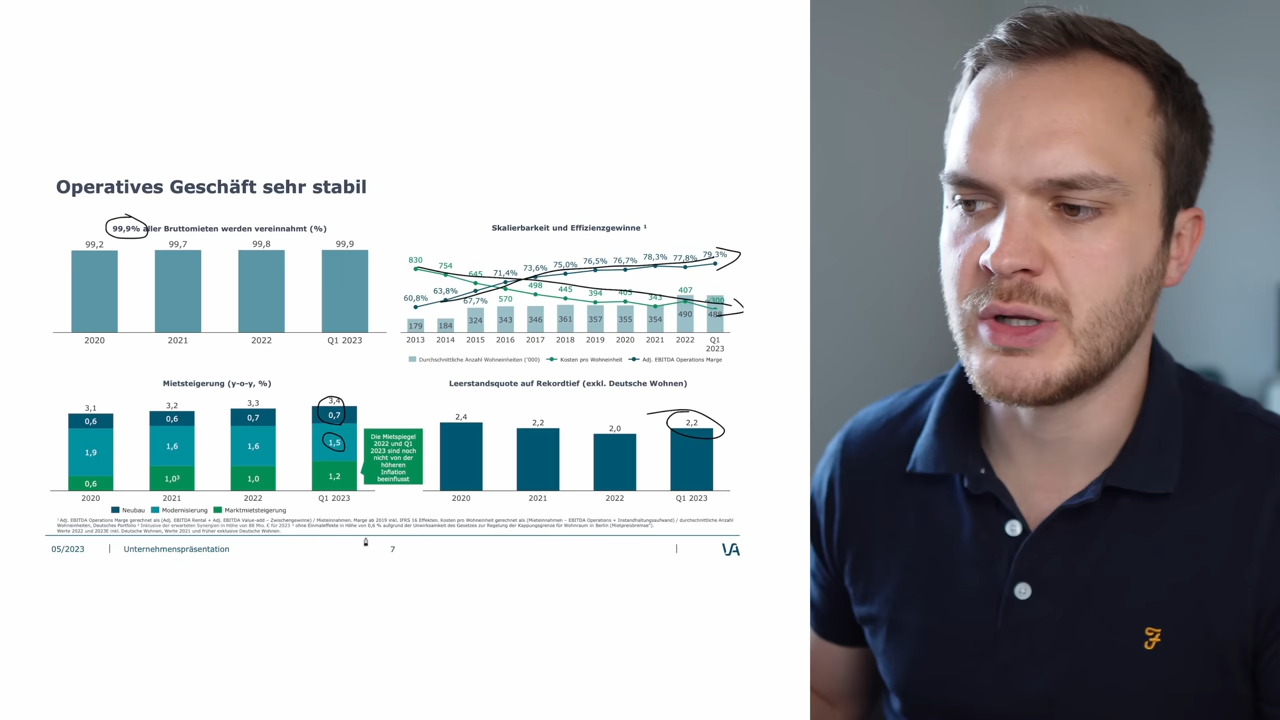 Operatives Geschäft sehr stabil
99,9% aller Bruttomieten werden vereinnahmt (%)
99,2 99,7 99,8 99,9
2020 2021 2022 Q1 2023
Skalierbarkeit und Effizienzgewinne ¹
830 754 645 570 498 445 394 405 343 407 300
60,8% 63,8% 67,7% 71,4% 73,6% 75,0% 76,5% 76,7% 78,3% 77,8% 79,3%
179 184 324 343 346 361 357 355 354 490 488
2013 2014 2015 2016 2017 2018 2019 2020 2021 2022 Q1
2023
Durchschnittliche Anzahl Wohneinheiten ('000) Kosten pro Wohneinheit Adj. EBITDA Operations Marge
Mietsteigerung (y-o-y, %)
3,1 3,2 3,3 3,4
0,6 0,6 0,7 0,7
1,9 1,6 1,6 1,5
0,6 1,0³ 1,0 1,2
2020 2021 2022 Q1 2023
Neubau Modernisierung Marktmietsteigerung
Die Mietspiegel
2022 und Q1
2023 sind noch
nicht von der
höheren
Inflation
beeinflusst
Leerstandsquote auf Rekordtief (exkl. Deutsche Wohnen)
2,4 2,2 2,0 2,2
2020 2021 2022 Q1 2023
05/2023 | Unternehmenspräsentation 7 |